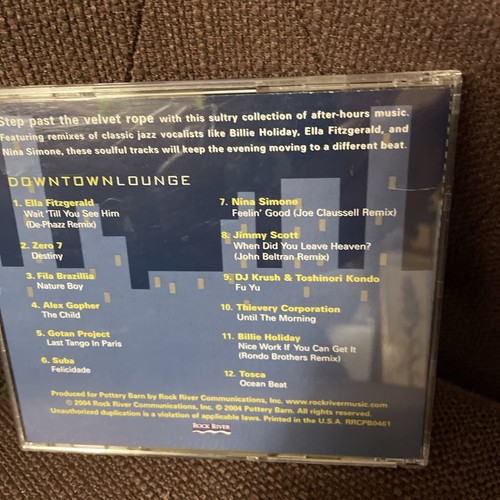 Step past the velvet rope with this sultry collection of after-hours music.
Featuring remixes of classic jazz vocalists like Billie Holiday, Ella Fitzgerald, and
Nina Simone, these soulful tracks will keep the evening moving to a different beat.
DOWNTOWNLOUNGE
1. Ella Fitzgerald
Wait 'Till You See Him
(De-Phazz Remix)
2. Zero 7
Destiny
3. Fila Brazillia
Nature Boy
4. Alex Gopher
The Child
5. Gotan Project
Last Tango In Paris
6. Suba
Felicidade
7. Nina Simone
Feelin' Good (Joe Claussell Remix)
8. Jimmy Scott
When Did You Leave Heaven?
(John Beltran Remix)
9. DJ Krush & Toshinori Kondo
Fu Yu
10. Thievery Corporation
Until The Morning
11. Billie Holiday
Nice Work If You Can Get It
(Rondo Brothers Remix)
12. Tosca
Ocean Beat
Produced for Pottery Barn by Rock River Communications, Inc. www.rockrivermusic.com
© 2004 Rock River Communications, Inc. © 2004 Pottery Barn. All rights reserved.
Unauthorized duplication is a violation of applicable laws. Printed in the U.S.A. RRCPB0461
ROCK RIVER